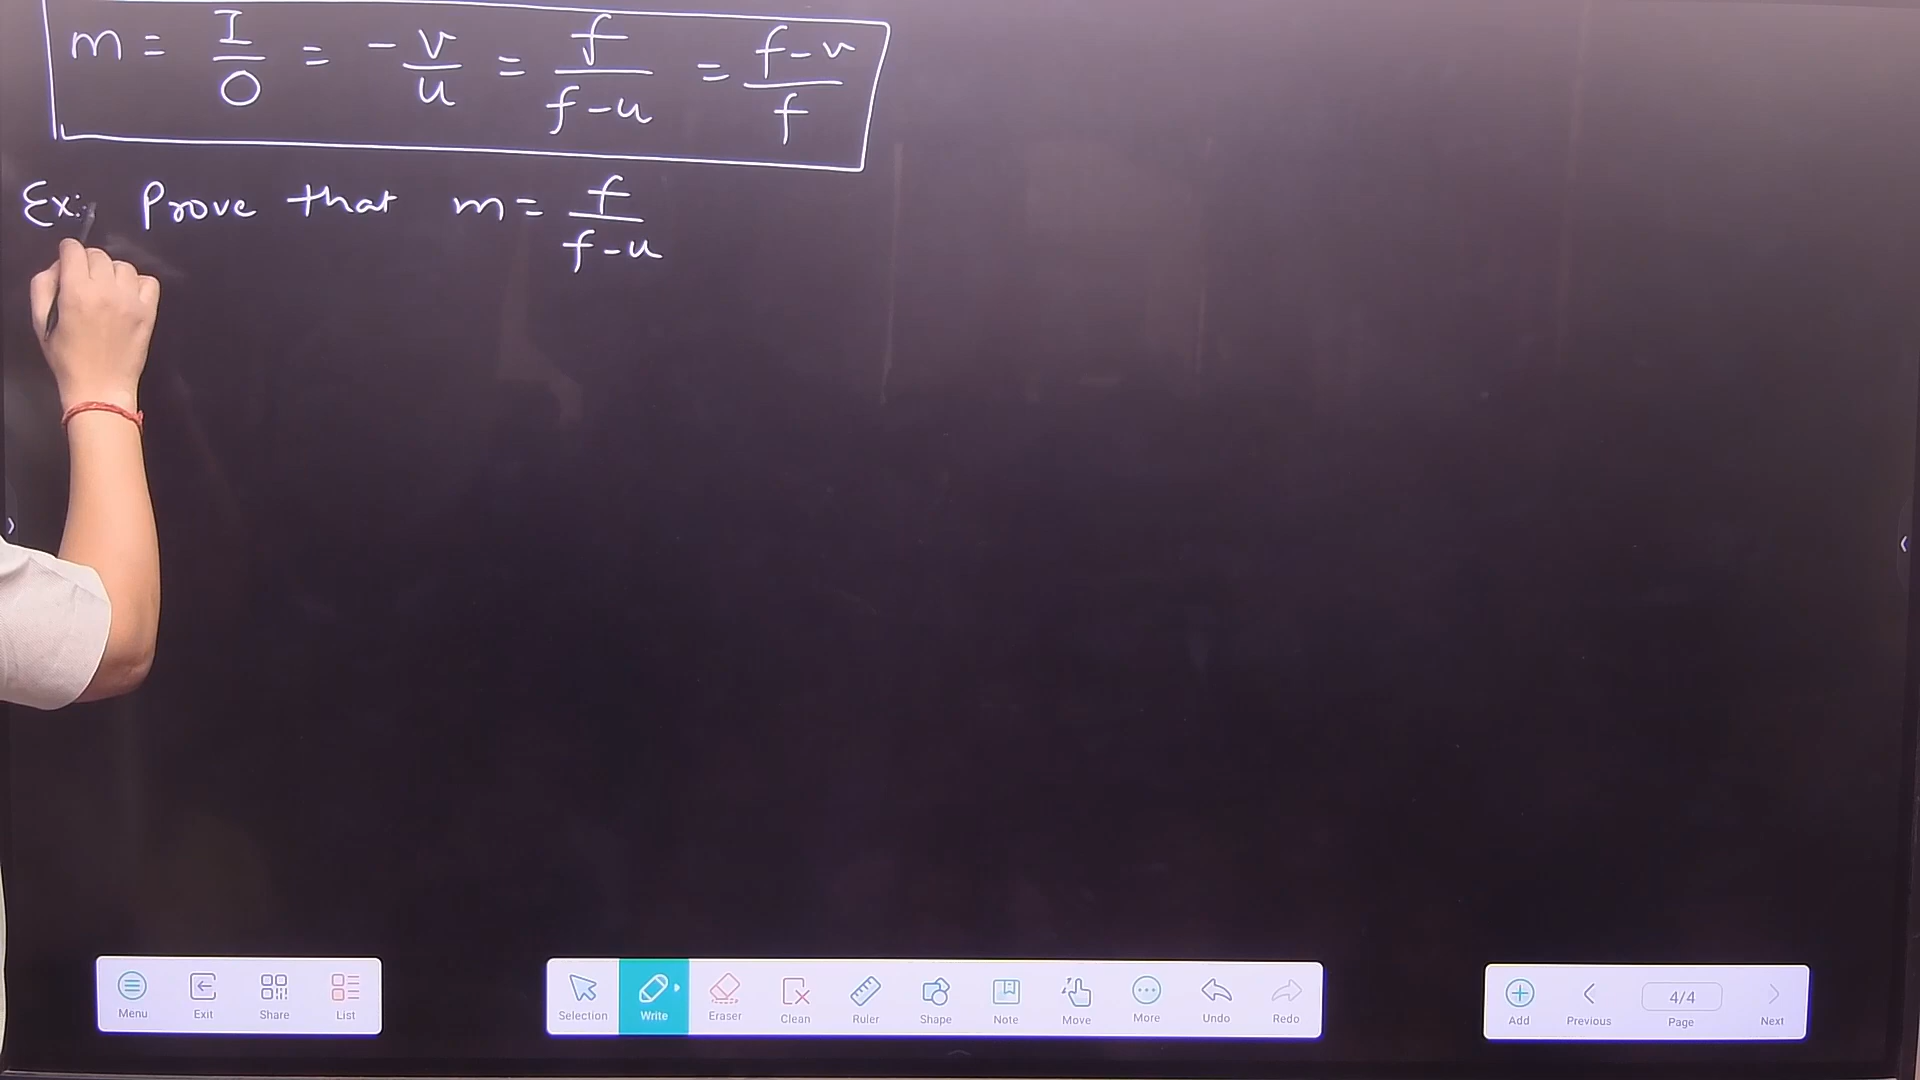 m = I/O = -v/u = f/f-u = f-v/f
Ex: Prove that m = f/f-u
Menu Exit Share List
Selection Write Eraser Clean Ruler Shape Note Move More Undo Redo
Add Previous 4/4 Page Next